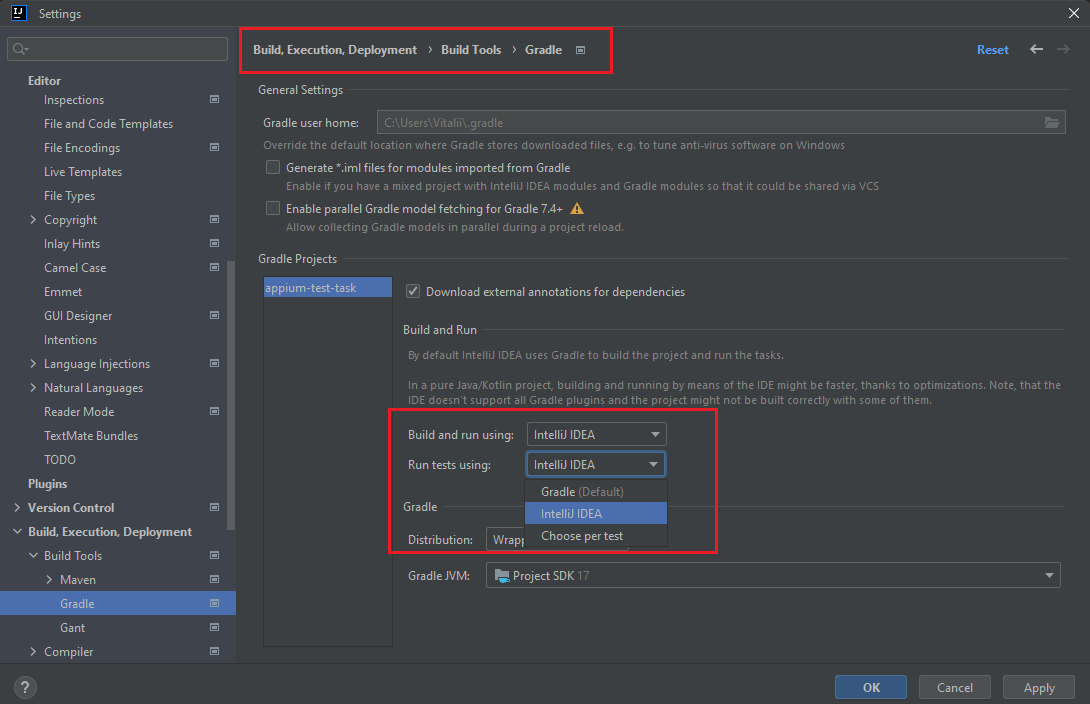 IJ
Settings
Editor
Inspections
File and Code Templates
File Encodings
Live Templates
File Types
Copyright
Inlay Hints
Camel Case
Emmet
GUI Designer
Intentions
Language Injections
Natural Languages
Reader Mode
TextMate Bundles
TODO
Plugins
Version Control
Build, Execution, Deployment
Build Tools
Maven
Gradle
Gant
Compiler
Build, Execution, Deployment › Build Tools › Gradle
Reset
General Settings
Gradle user home: C:\Users\Vitalii\.gradle
Override the default location where Gradle stores downloaded files, e.g. to tune anti-virus software on Windows
Generate *.iml files for modules imported from Gradle
Enable if you have a mixed project with IntelliJ IDEA modules and Gradle modules so that it could be shared via VCS
Enable parallel Gradle model fetching for Gradle 7.4+
Allow collecting Gradle models in parallel during a project reload.
Gradle Projects
appium-test-task
Download external annotations for dependencies
Build and Run
By default IntelliJ IDEA uses Gradle to build the project and run the tasks.
In a pure Java/Kotlin project, building and running by means of the IDE might be faster, thanks to optimizations. Note, that the
IDE doesn't support all Gradle plugins and the project might not be built correctly with some of them.
Build and run using: IntelliJ IDEA
Run tests using: IntelliJ IDEA
Gradle (Default)
IntelliJ IDEA
Choose per test
Gradle
Distribution: Wrapp
Gradle JVM: Project SDK 17
?
OK
Cancel
Apply